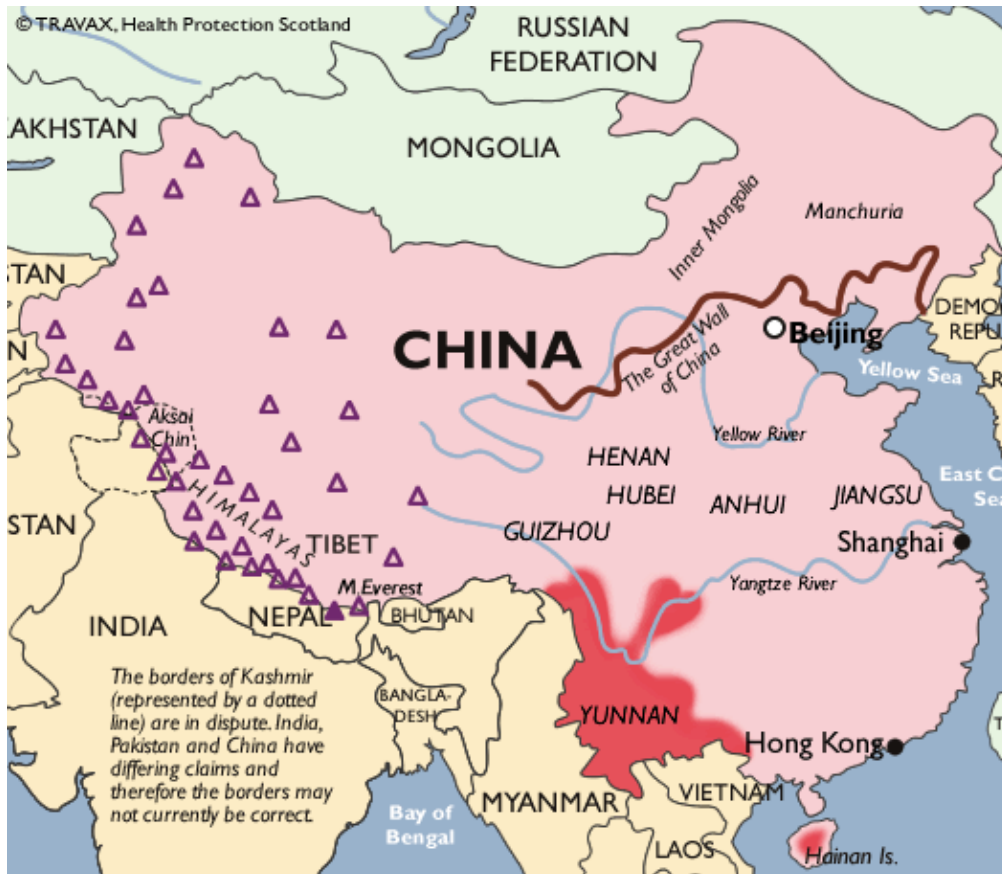 © TRAVAX, Health Protection Scotland
RUSSIAN
FEDERATION
AKHSTAN
MONGOLIA
Inner Mongolia
Manchuria
STAN
DEMO
REPU
N
CHINA
The Great Wall
of China
Beijing
Yellow Sea
R
Aksai
Chin
Yellow River
HENAN
HUBEI
ANHUI
JIANGSU
East C
Sea
HIMALAYAS
STAN
TIBET
GUIZHOU
Shanghai
M.Everest
Yangtze River
INDIA
NEPAL
BHUTAN
The borders of Kashmir
(represented by a dotted
line) are in dispute. India,
Pakistan and China have
differing claims and
therefore the borders may
not currently be correct.
BANGLA-
DESH
YUNNAN
Hong Kong
T
Bay of
Bengal
MYANMAR
VIETNAM
LAOS
Hainan Is.